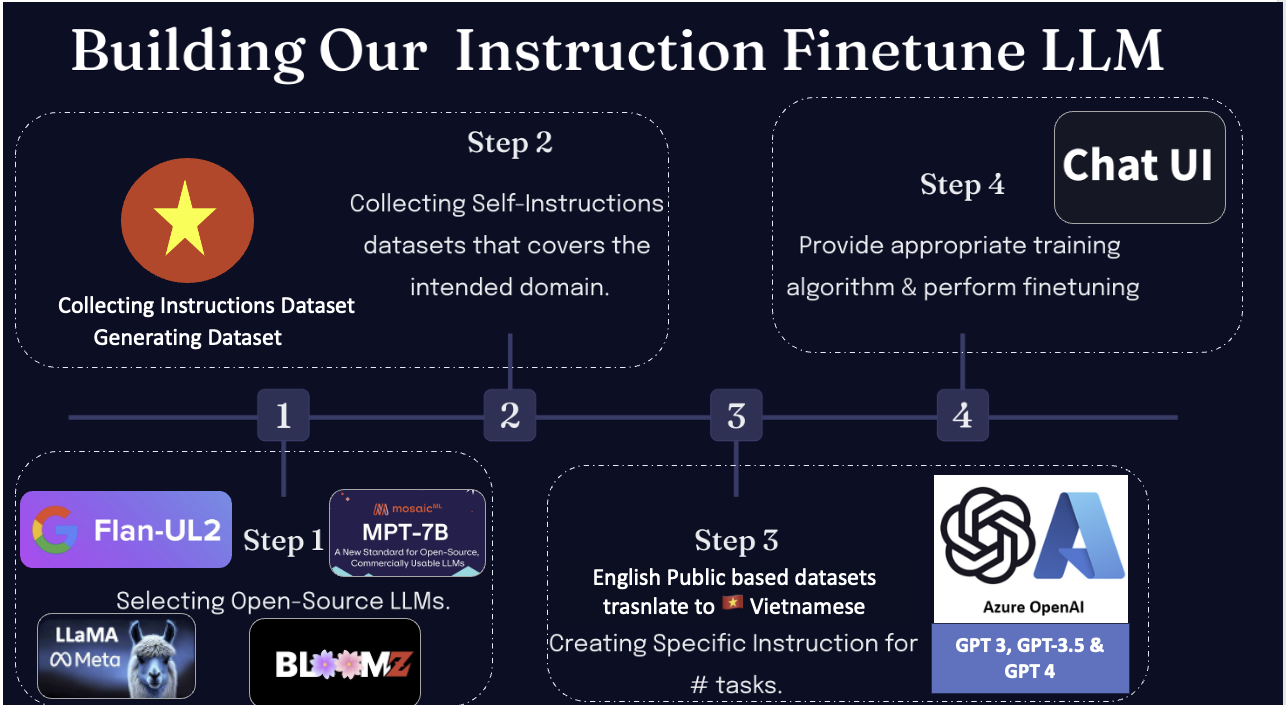 Building Our Instruction Finetune LLM
Step 2
Collecting Self-Instructions
datasets that covers the
intended domain.
Collecting Instructions Dataset
Generating Dataset
Chat UI
Step 4
Provide appropriate training
algorithm & perform finetuning
1
2
3
4
Flan-UL2
Step 1
mosaicML
MPT-7B
A New Standard for Open-Source,
Commercially Usable LLMs
Selecting Open-Source LLMs.
LLaMA
Meta
BLOOMZ
Step 3
English Public based datasets
trasnlate to 🇻🇳 Vietnamese
Creating Specific Instruction for
# tasks.
Azure OpenAI
GPT 3, GPT-3.5 &
GPT 4